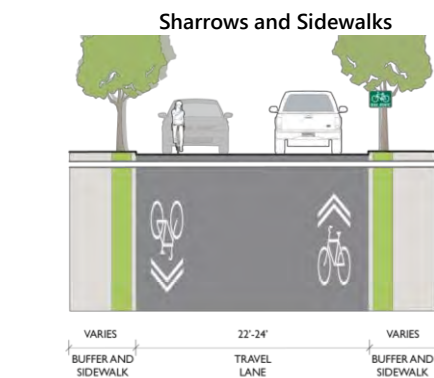 Sharrows and Sidewalks
VARIES 22'-24' VARIES
BUFFER AND SIDEWALK TRAVEL LANE BUFFER AND SIDEWALK